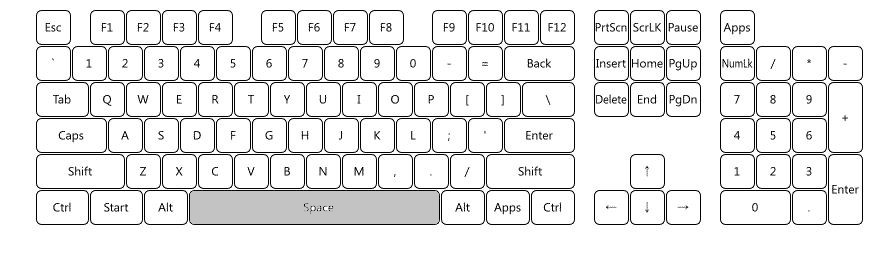 Esc F1 F2 F3 F4 F5 F6 F7 F8 F9 F10 F11 F12 PrtScn ScrLK Pause Apps
` 1 2 3 4 5 6 7 8 9 0 - = Back Insert Home PgUp NumLk / * -
Tab Q W E R T Y U I O P [ ] \ Delete End PgDn 7 8 9 +
Caps A S D F G H J K L ; ' Enter 4 5 6
Shift Z X C V B N M , . / Shift ↑ 1 2 3 Enter
Ctrl Start Alt Space Alt Apps Ctrl ← ↓ → 0 .